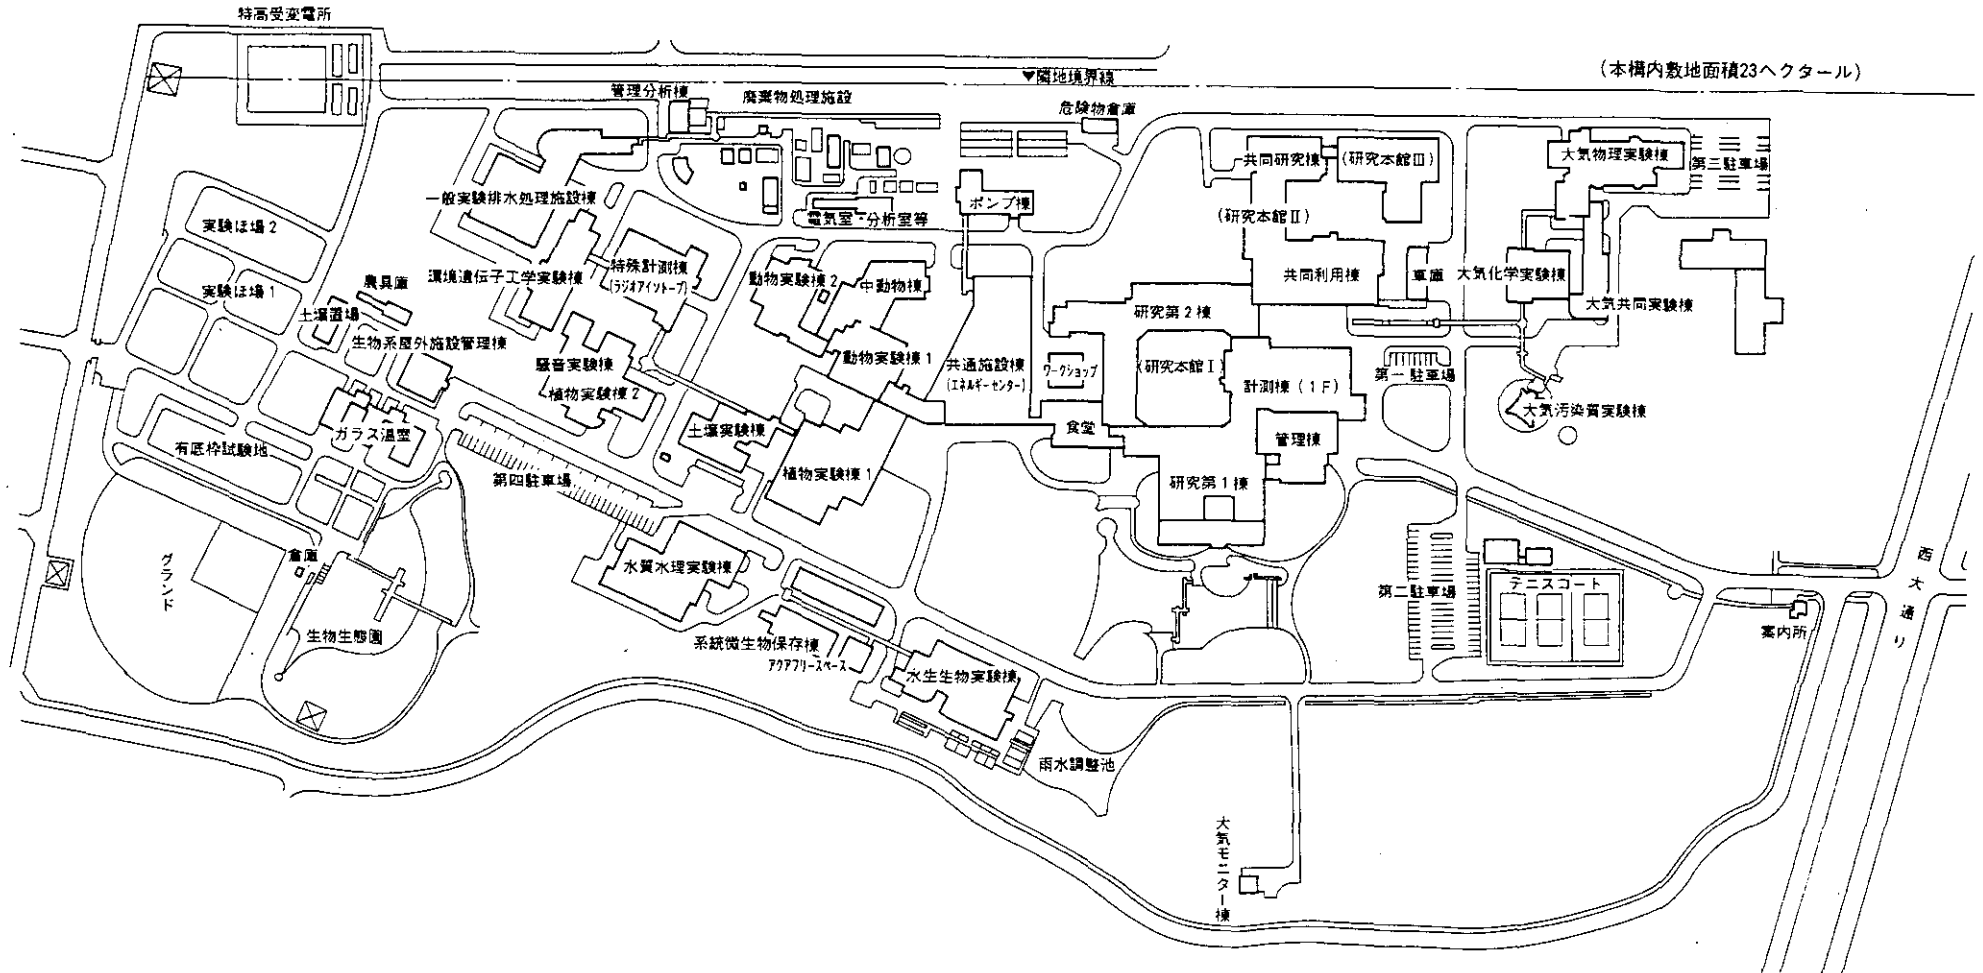 特高受変電所
(本構内敷地面積23ヘクタール)
▼隣地境界線
管理分析棟
廃棄物処理施設
危険物倉庫
共同研究棟
(研究本館Ⅲ)
大気物理実験棟
第三駐車場
一般実験排水処理施設棟
ポンプ棟
電気室・分析室等
(研究本館Ⅱ)
実験ほ場2
特殊計測棟
(ラジオアイソトープ)
環境遺伝子工学実験棟
動物実験棟2
中動物棟
共同利用棟
車庫
大気化学実験棟
大気共同実験棟
農具庫
実験ほ場1
土壌置場
生物系屋外施設管理棟
騒音実験棟
植物実験棟2
動物実験棟1
共通施設棟
(エネルギーセンター)
研究第2棟
ワークショップ
(研究本館Ⅰ)
計測棟(1F)
第一駐車場
大気汚染質実験棟
ガラス温室
有底枠試験地
土壌実験棟
食堂
管理棟
第四駐車場
植物実験棟1
研究第1棟
グランド
倉庫
水質水理実験棟
第二駐車場
テニスコート
西大通り
案内所
生物生態園
系統微生物保存棟
アクアフリースペース
水生生物実験棟
雨水調整池
大気モニター棟